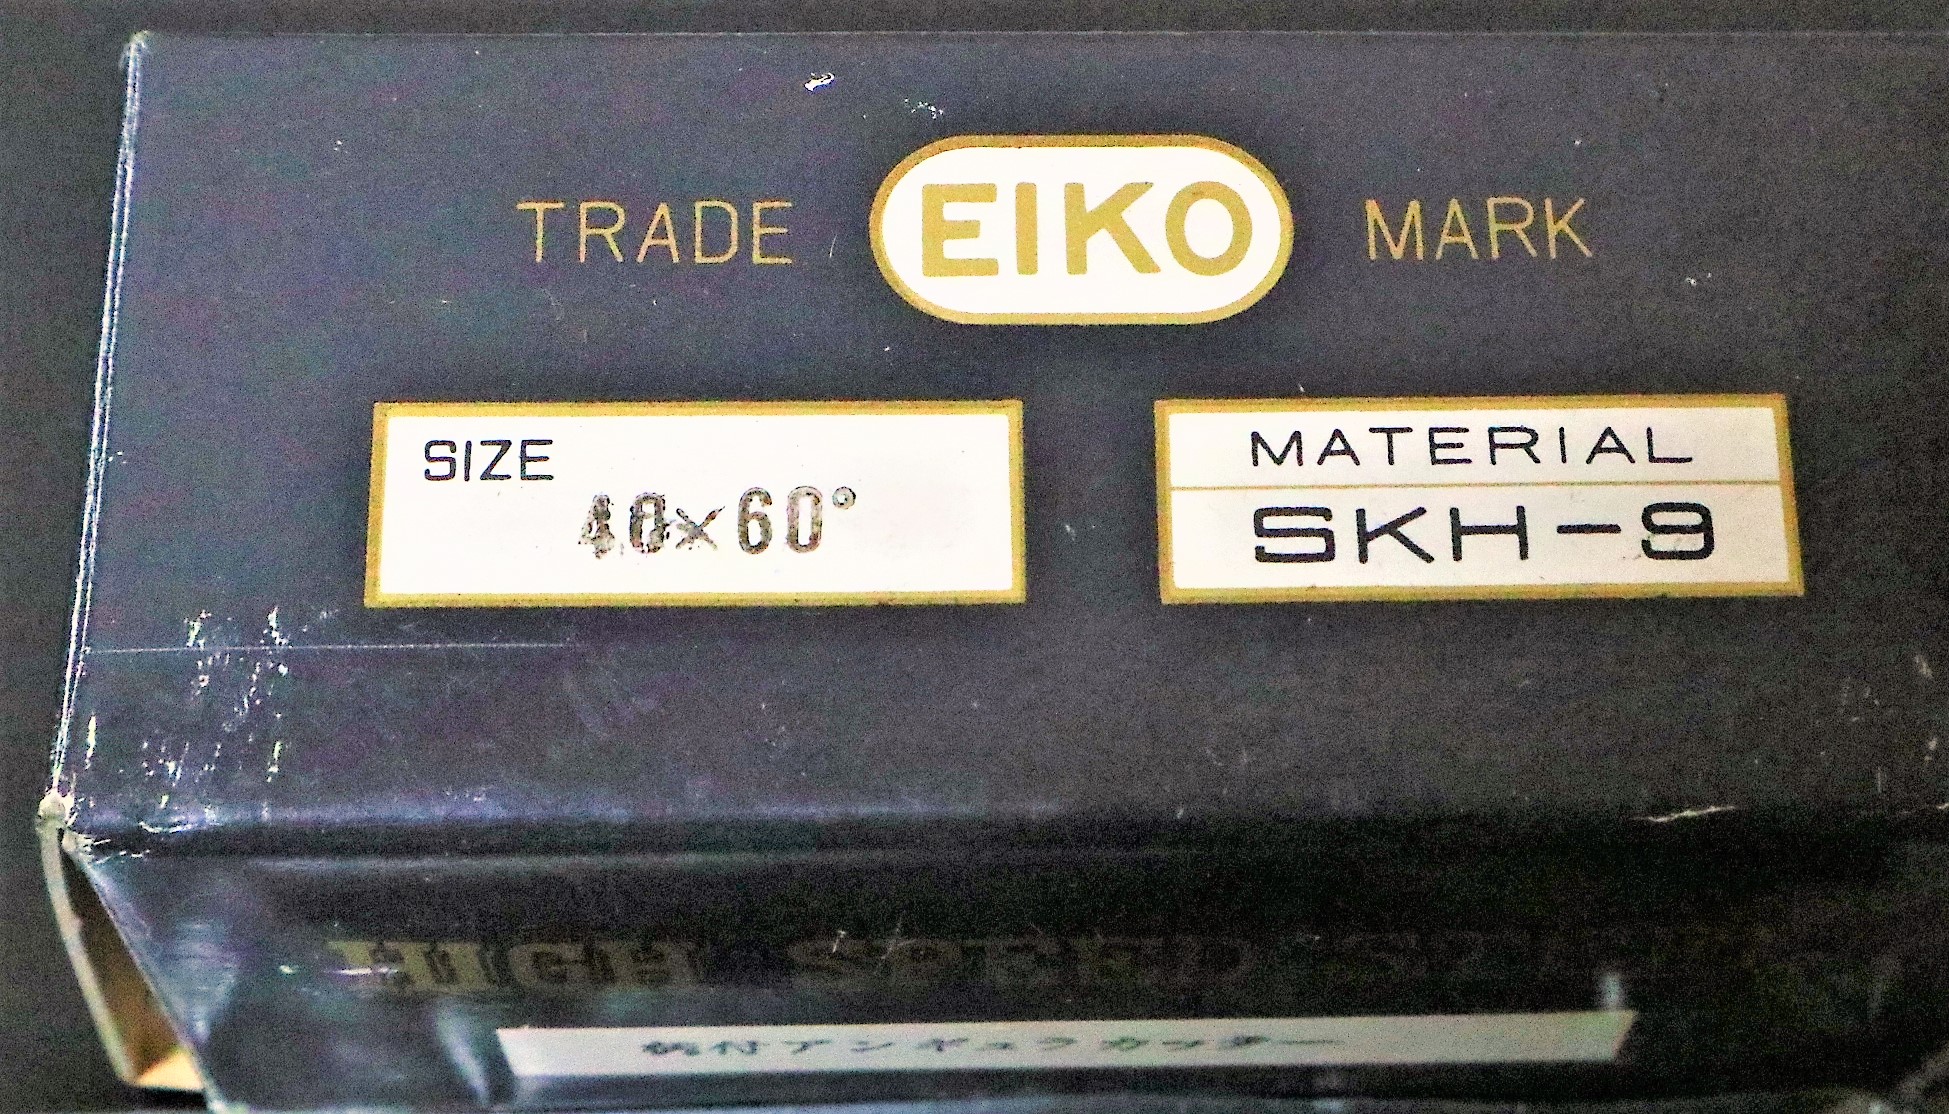 TRADE EIKO MARK
SIZE
40×60°
MATERIAL
SKH-9
HIGH SPEED
柄付アンギュラカッター